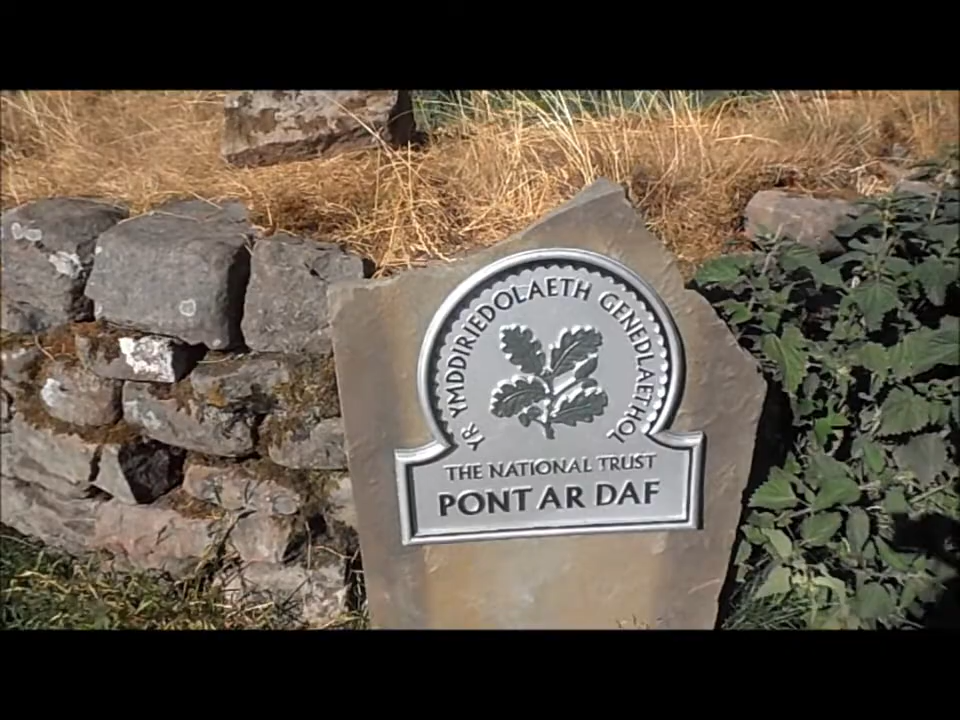 YR YMDDIRIEDOLAETH GENEDLAETHOL
THE NATIONAL TRUST
PONT AR DAF